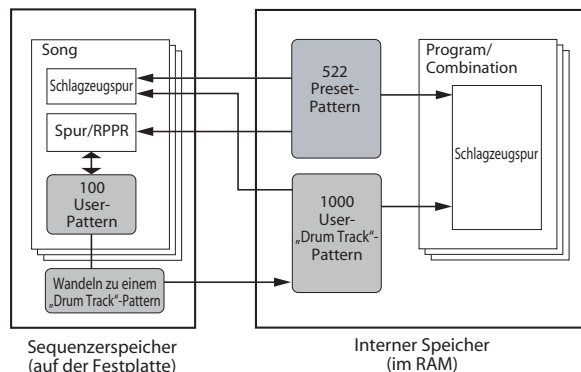 Song
Schlagzeugspur
Spur/RPPR
100
User-
Pattern
Wandeln zu einem
„Drum Track“-Pattern
Sequenzerspeicher
(auf der Festplatte)
522
Preset-
Pattern
1000
User-
„Drum Track“-
Pattern
Program/
Combination
Schlagzeugspur
Interner Speicher
(im RAM)